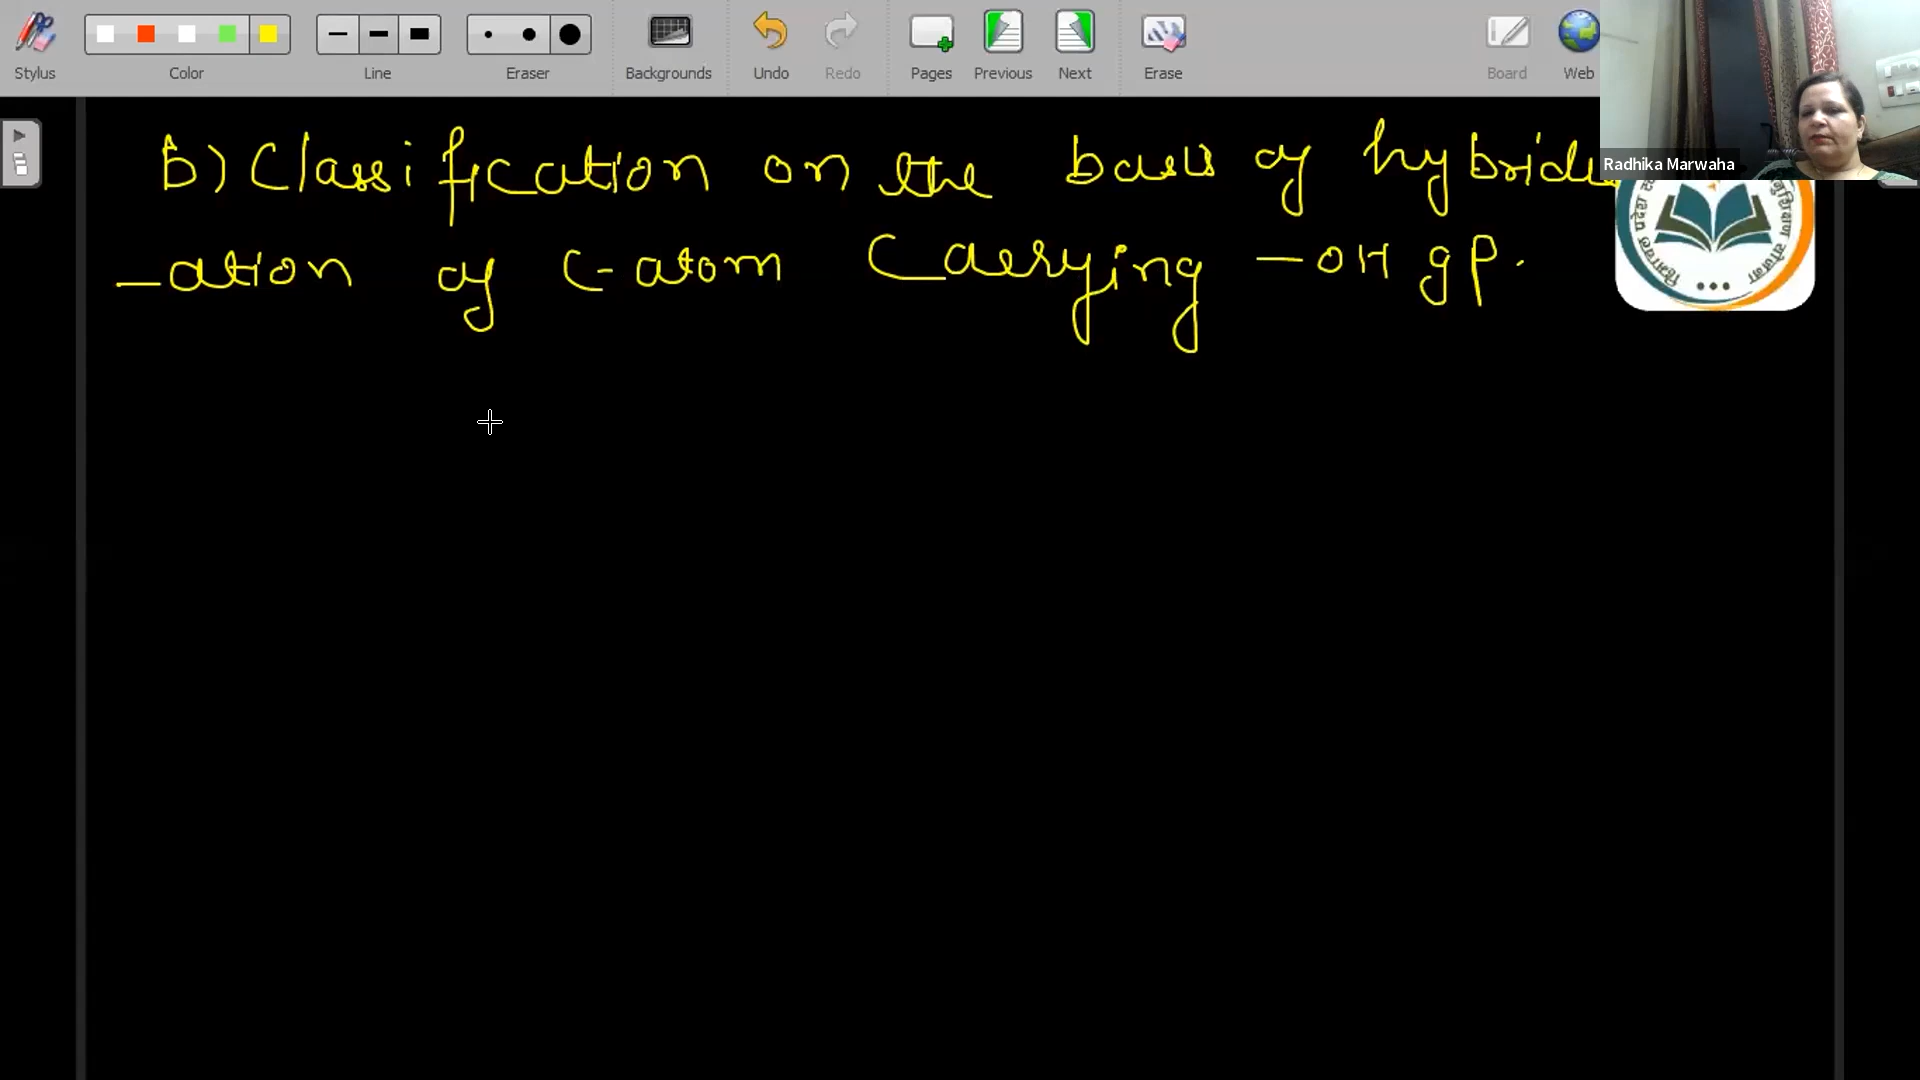 Stylus
Color
Line
Eraser
Backgrounds
Undo
Redo
Pages
Previous
Next
Erase
Board
Web
Radhika Marwaha
b) Classification on the basis of hybridis
-ation of C-atom Carrying -OH gp.